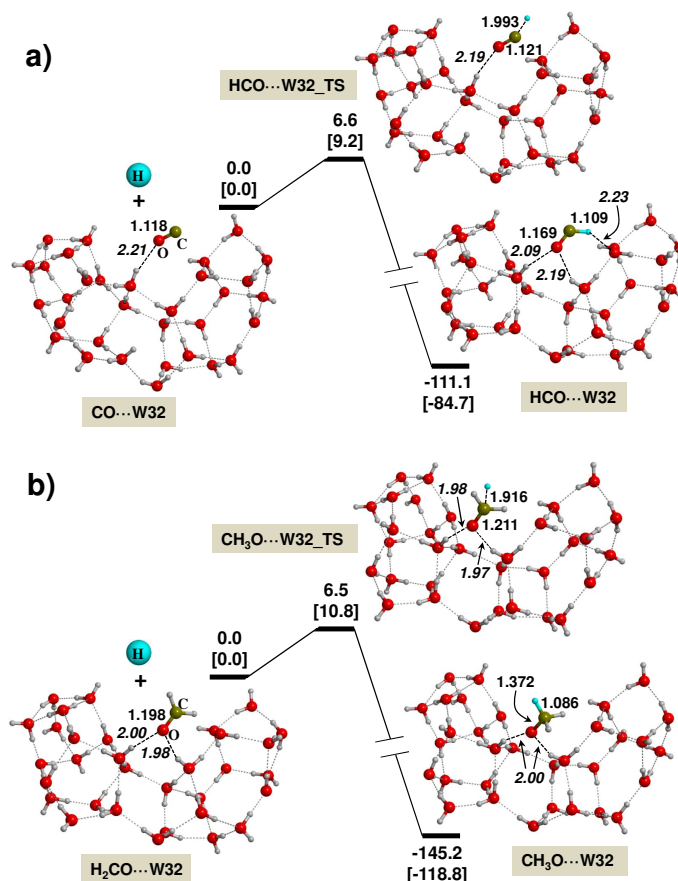 a)
1.993
1.121
2.19
HCO···W32_TS
6.6
[9.2]
0.0
[0.0]
H
+
1.118
C
O
2.21
2.23
1.109
1.169
2.09
2.19
-111.1
[-84.7]
CO···W32
HCO···W32
b)
1.98
1.916
1.211
1.97
CH₃O···W32_TS
6.5
[10.8]
0.0
[0.0]
H
+
C
1.198
O
2.00
1.98
1.372
1.086
2.00
-145.2
[-118.8]
H₂CO···W32
CH₃O···W32